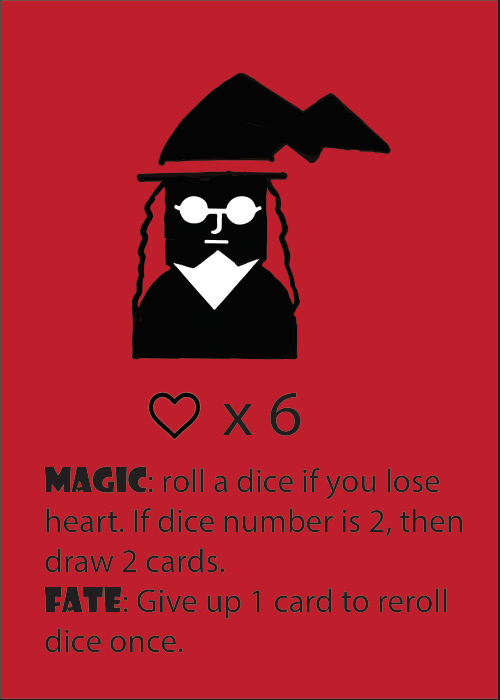 x 6
MAGIC: roll a dice if you lose
heart. If dice number is 2, then
draw 2 cards.
FATE: Give up 1 card to reroll
dice once.